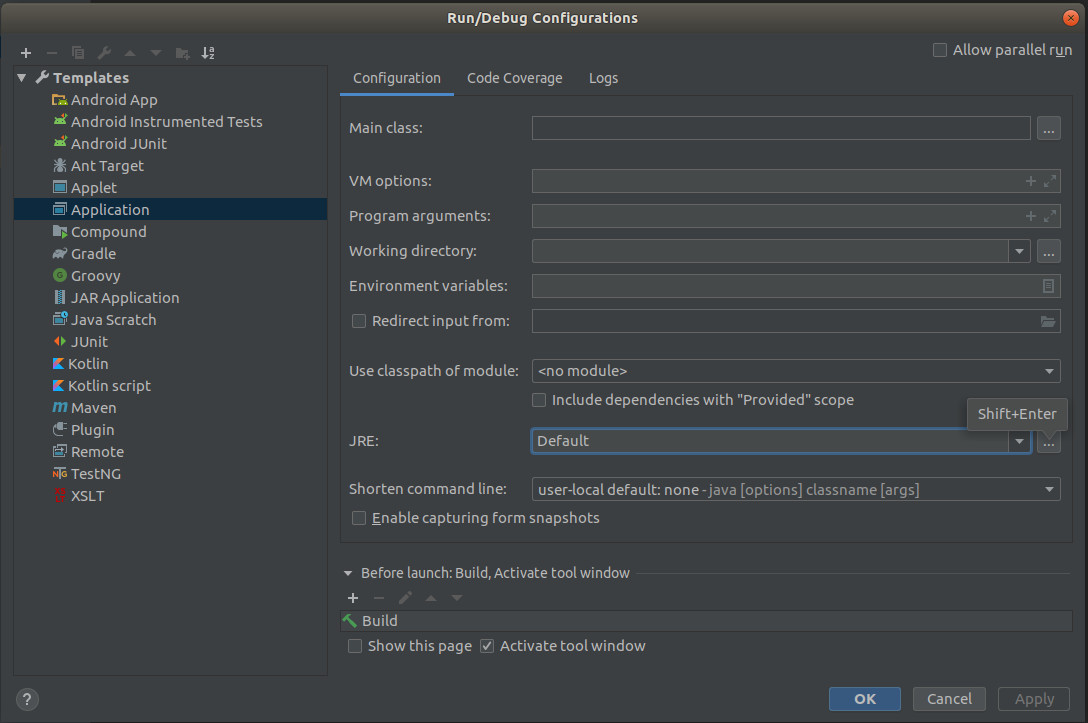 Run/Debug Configurations
Allow parallel run
Templates
Android App
Android Instrumented Tests
Android JUnit
Ant Target
Applet
Application
Compound
Gradle
Groovy
JAR Application
Java Scratch
JUnit
Kotlin
Kotlin script
Maven
Plugin
Remote
TestNG
XSLT
Configuration Code Coverage Logs
Main class: ...
VM options:
Program arguments:
Working directory: ...
Environment variables:
Redirect input from:
Use classpath of module: <no module>
Include dependencies with "Provided" scope
Shift+Enter
JRE: Default ...
Shorten command line: user-local default: none - java [options] classname [args]
Enable capturing form snapshots
Before launch: Build, Activate tool window
Build
Show this page Activate tool window
? OK Cancel Apply